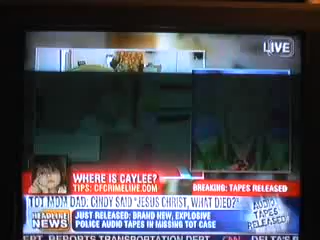 LIVE
WHERE IS CAYLEE?
TIPS: CFCRIMELINE.COM
BREAKING: TAPES RELEASED
TOT MOM DAD: CINDY SAID "JESUS CHRIST, WHAT DIED?"
HEADLINE NEWS
JUST RELEASED: BRAND NEW, EXPLOSIVE
POLICE AUDIO TAPES IN MISSING TOT CASE
AUDIO
TAPES
RELEASED
REPORTS TRANSPORTATION DEPT.